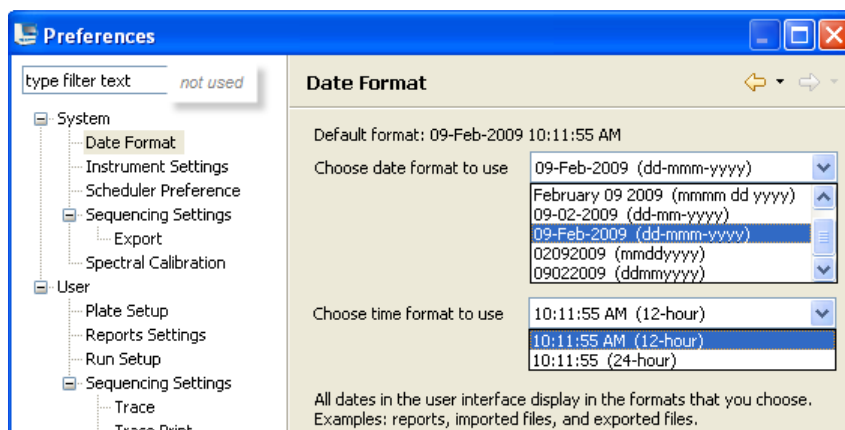 Preferences
type filter text
not used
System
Date Format
Instrument Settings
Scheduler Preference
Sequencing Settings
Export
Spectral Calibration
User
Plate Setup
Reports Settings
Run Setup
Sequencing Settings
Trace
Trace Print
Date Format
Default format: 09-Feb-2009 10:11:55 AM
Choose date format to use
09-Feb-2009 (dd-mmm-yyyy)
February 09 2009 (mmmm dd yyyy)
09-02-2009 (dd-mm-yyyy)
09-Feb-2009 (dd-mmm-yyyy)
02092009 (mmddyyyy)
09022009 (ddmmyyyy)
Choose time format to use
10:11:55 AM (12-hour)
10:11:55 AM (12-hour)
10:11:55 (24-hour)
All dates in the user interface display in the formats that you choose.
Examples: reports, imported files, and exported files.